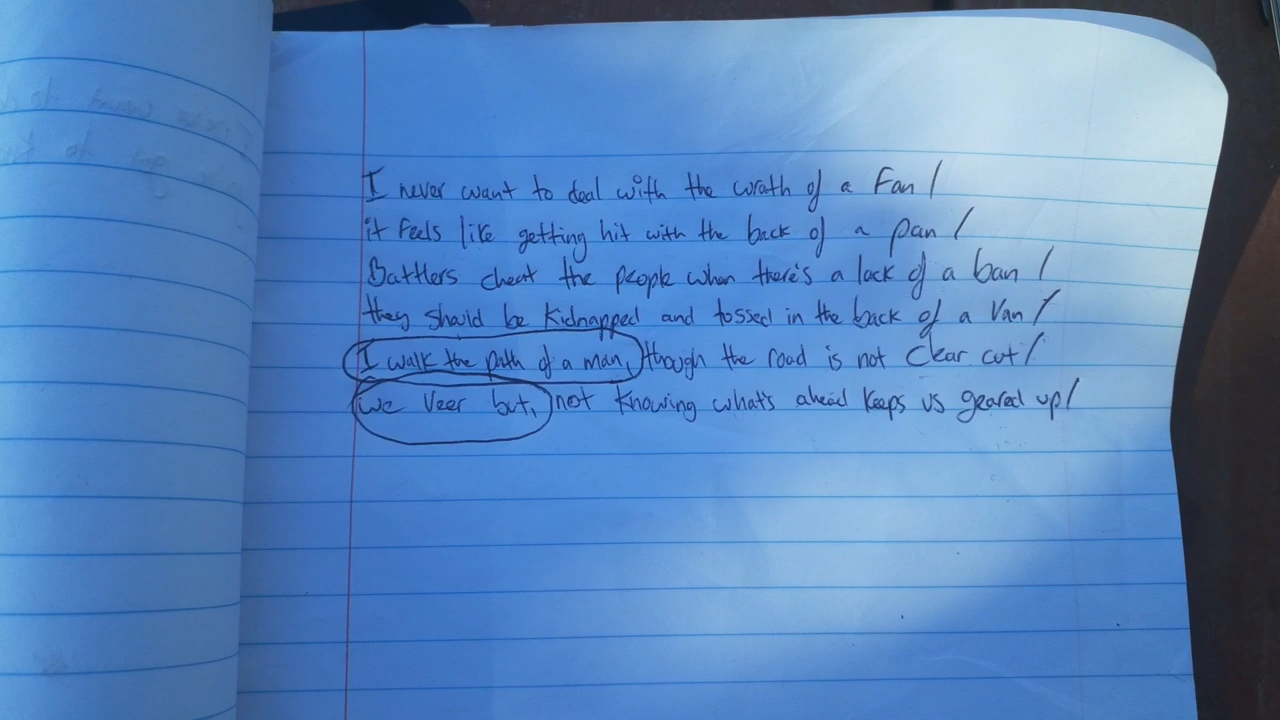 I never want to deal with the wrath of a Fan /
it Feels like getting hit with the back of a pan /
Battlers cheat the people when there's a lack of a ban /
they should be kidnapped and tossed in the back of a Van /
I walk the path of a man, though the road is not Clear cut /
We Veer but, not knowing what's ahead keeps us geared up /